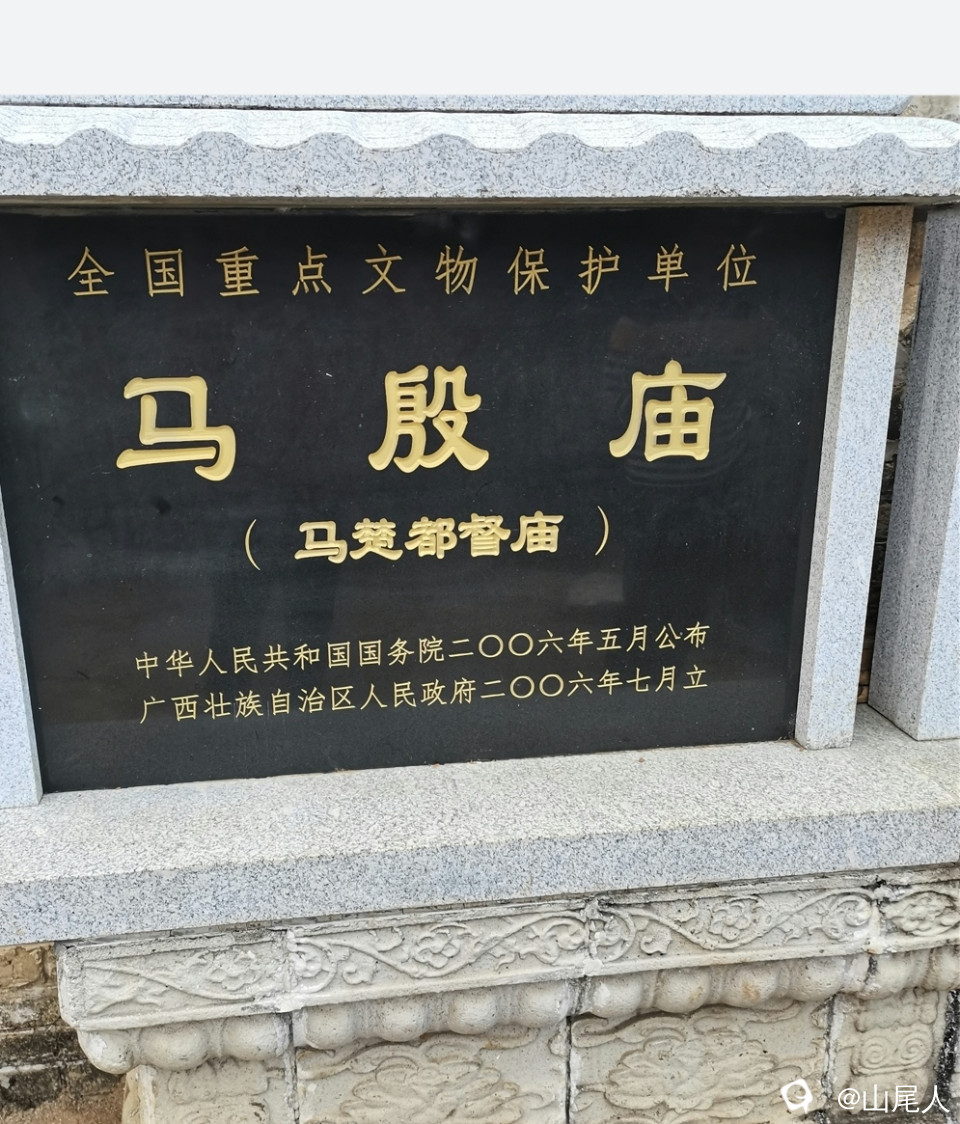 全国重点文物保护单位
马殷庙
（马楚都督庙）
中华人民共和国国务院二〇〇六年五月公布
广西壮族自治区人民政府二〇〇六年七月立
@山尾人